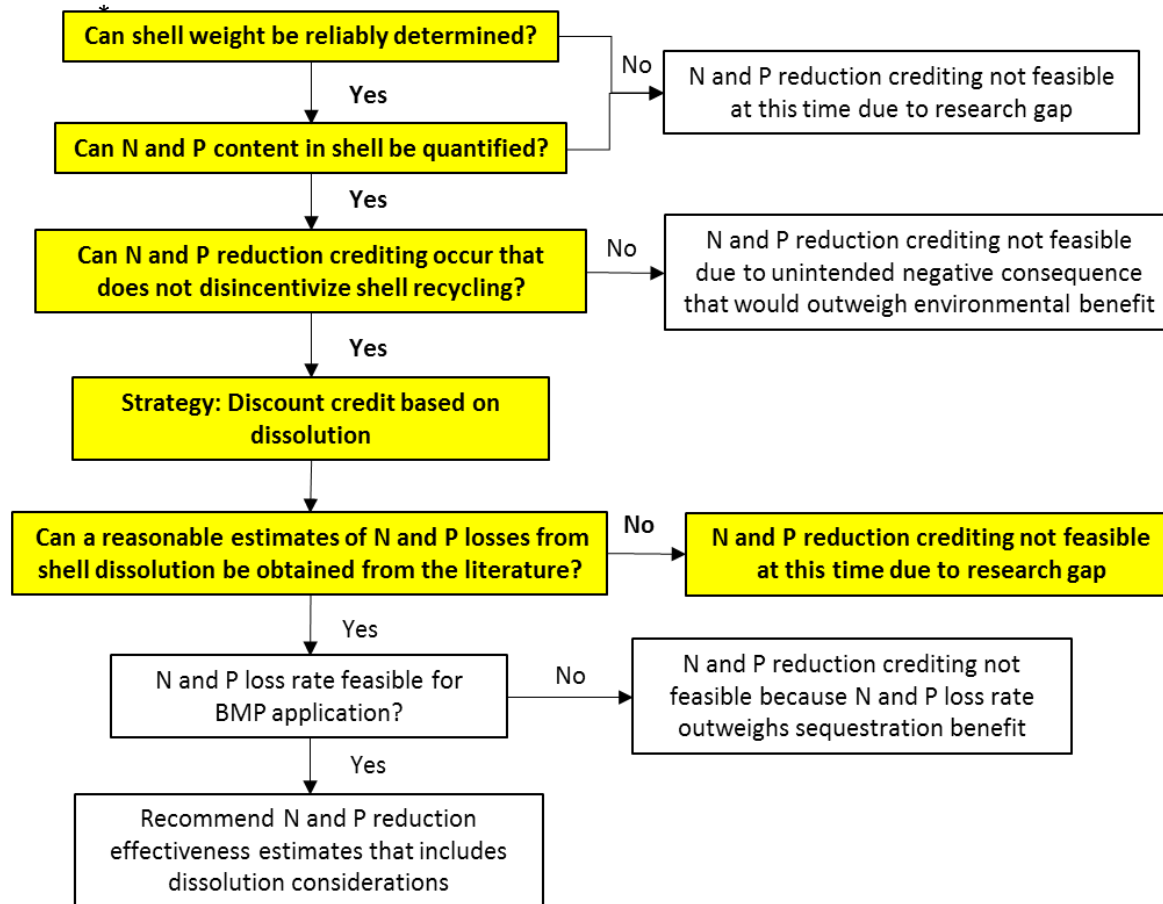 *
Can shell weight be reliably determined?
No
N and P reduction crediting not feasible
at this time due to research gap
Yes
Can N and P content in shell be quantified?
Yes
Can N and P reduction crediting occur that
does not disincentivize shell recycling?
No
N and P reduction crediting not feasible
due to unintended negative consequence
that would outweigh environmental benefit
Yes
Strategy: Discount credit based on
dissolution
Can a reasonable estimates of N and P losses from
shell dissolution be obtained from the literature?
No
N and P reduction crediting not feasible
at this time due to research gap
Yes
N and P loss rate feasible for
BMP application?
No
N and P reduction crediting not
feasible because N and P loss rate
outweighs sequestration benefit
Yes
Recommend N and P reduction
effectiveness estimates that includes
dissolution considerations